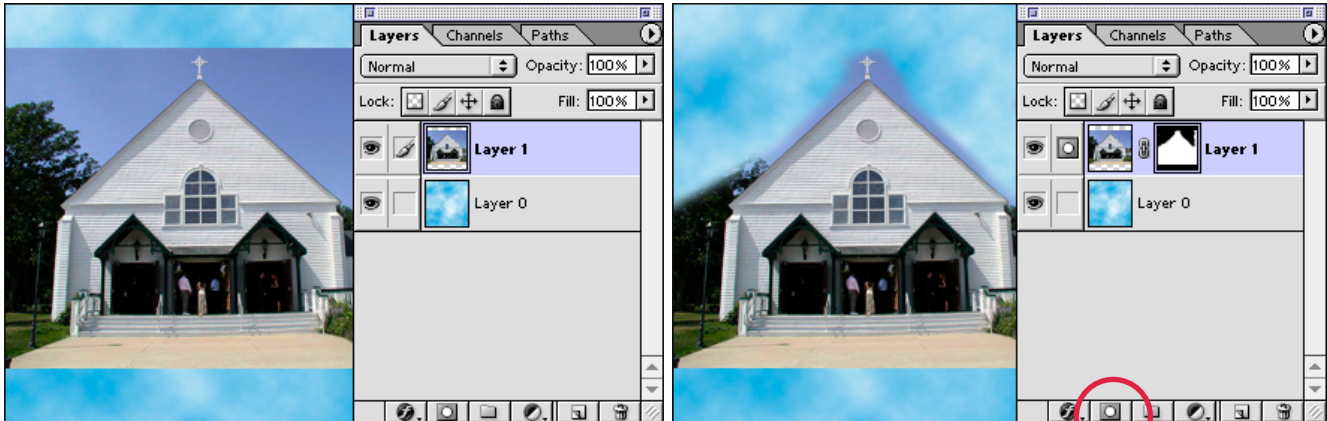 Layers Channels Paths
Normal Opacity: 100%
Lock: Fill: 100%
Layer 1
Layer 0
Layers Channels Paths
Normal Opacity: 100%
Lock: Fill: 100%
Layer 1
Layer 0